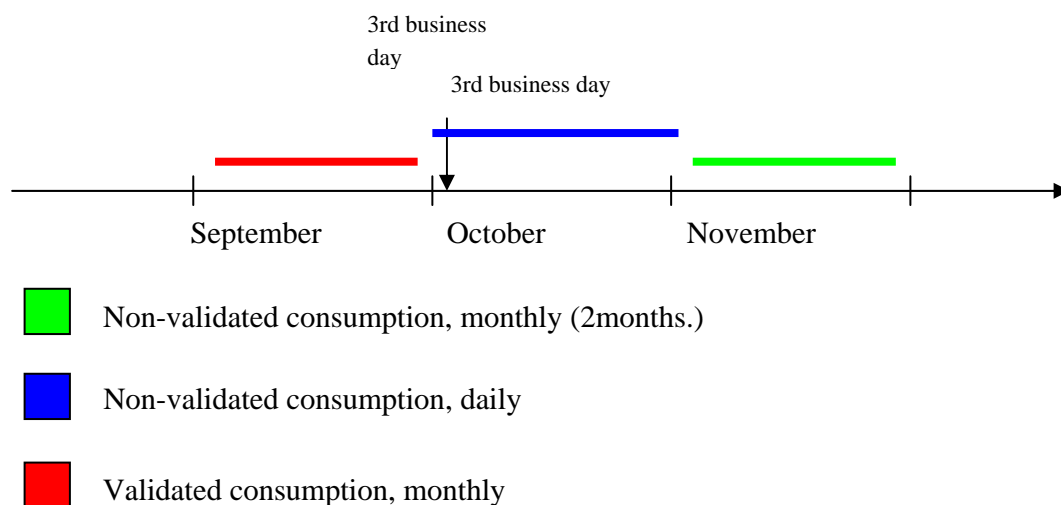 3rd business
day
3rd business day
September
October
November
Non-validated consumption, monthly (2months.)
Non-validated consumption, daily
Validated consumption, monthly